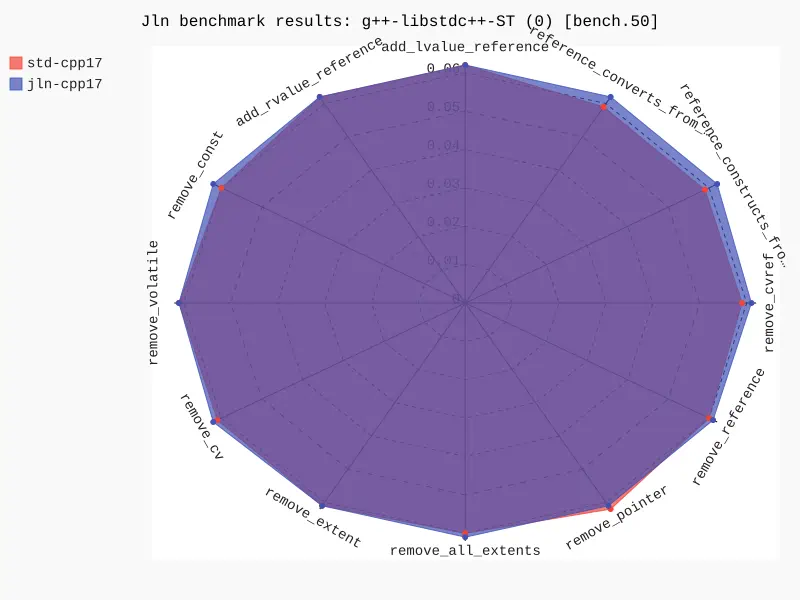 Jln benchmark results: g++-libstdc++-ST (0) [bench.50]
std-cpp17
jln-cpp17
add_lvalue_reference
reference_converts_from_…
reference_constructs_fro…
remove_cvref
remove_reference
remove_pointer
remove_all_extents
remove_extent
remove_cv
remove_volatile
remove_const
add_rvalue_reference
0.06
0.05
0.04
0.03
0.02
0.01
0